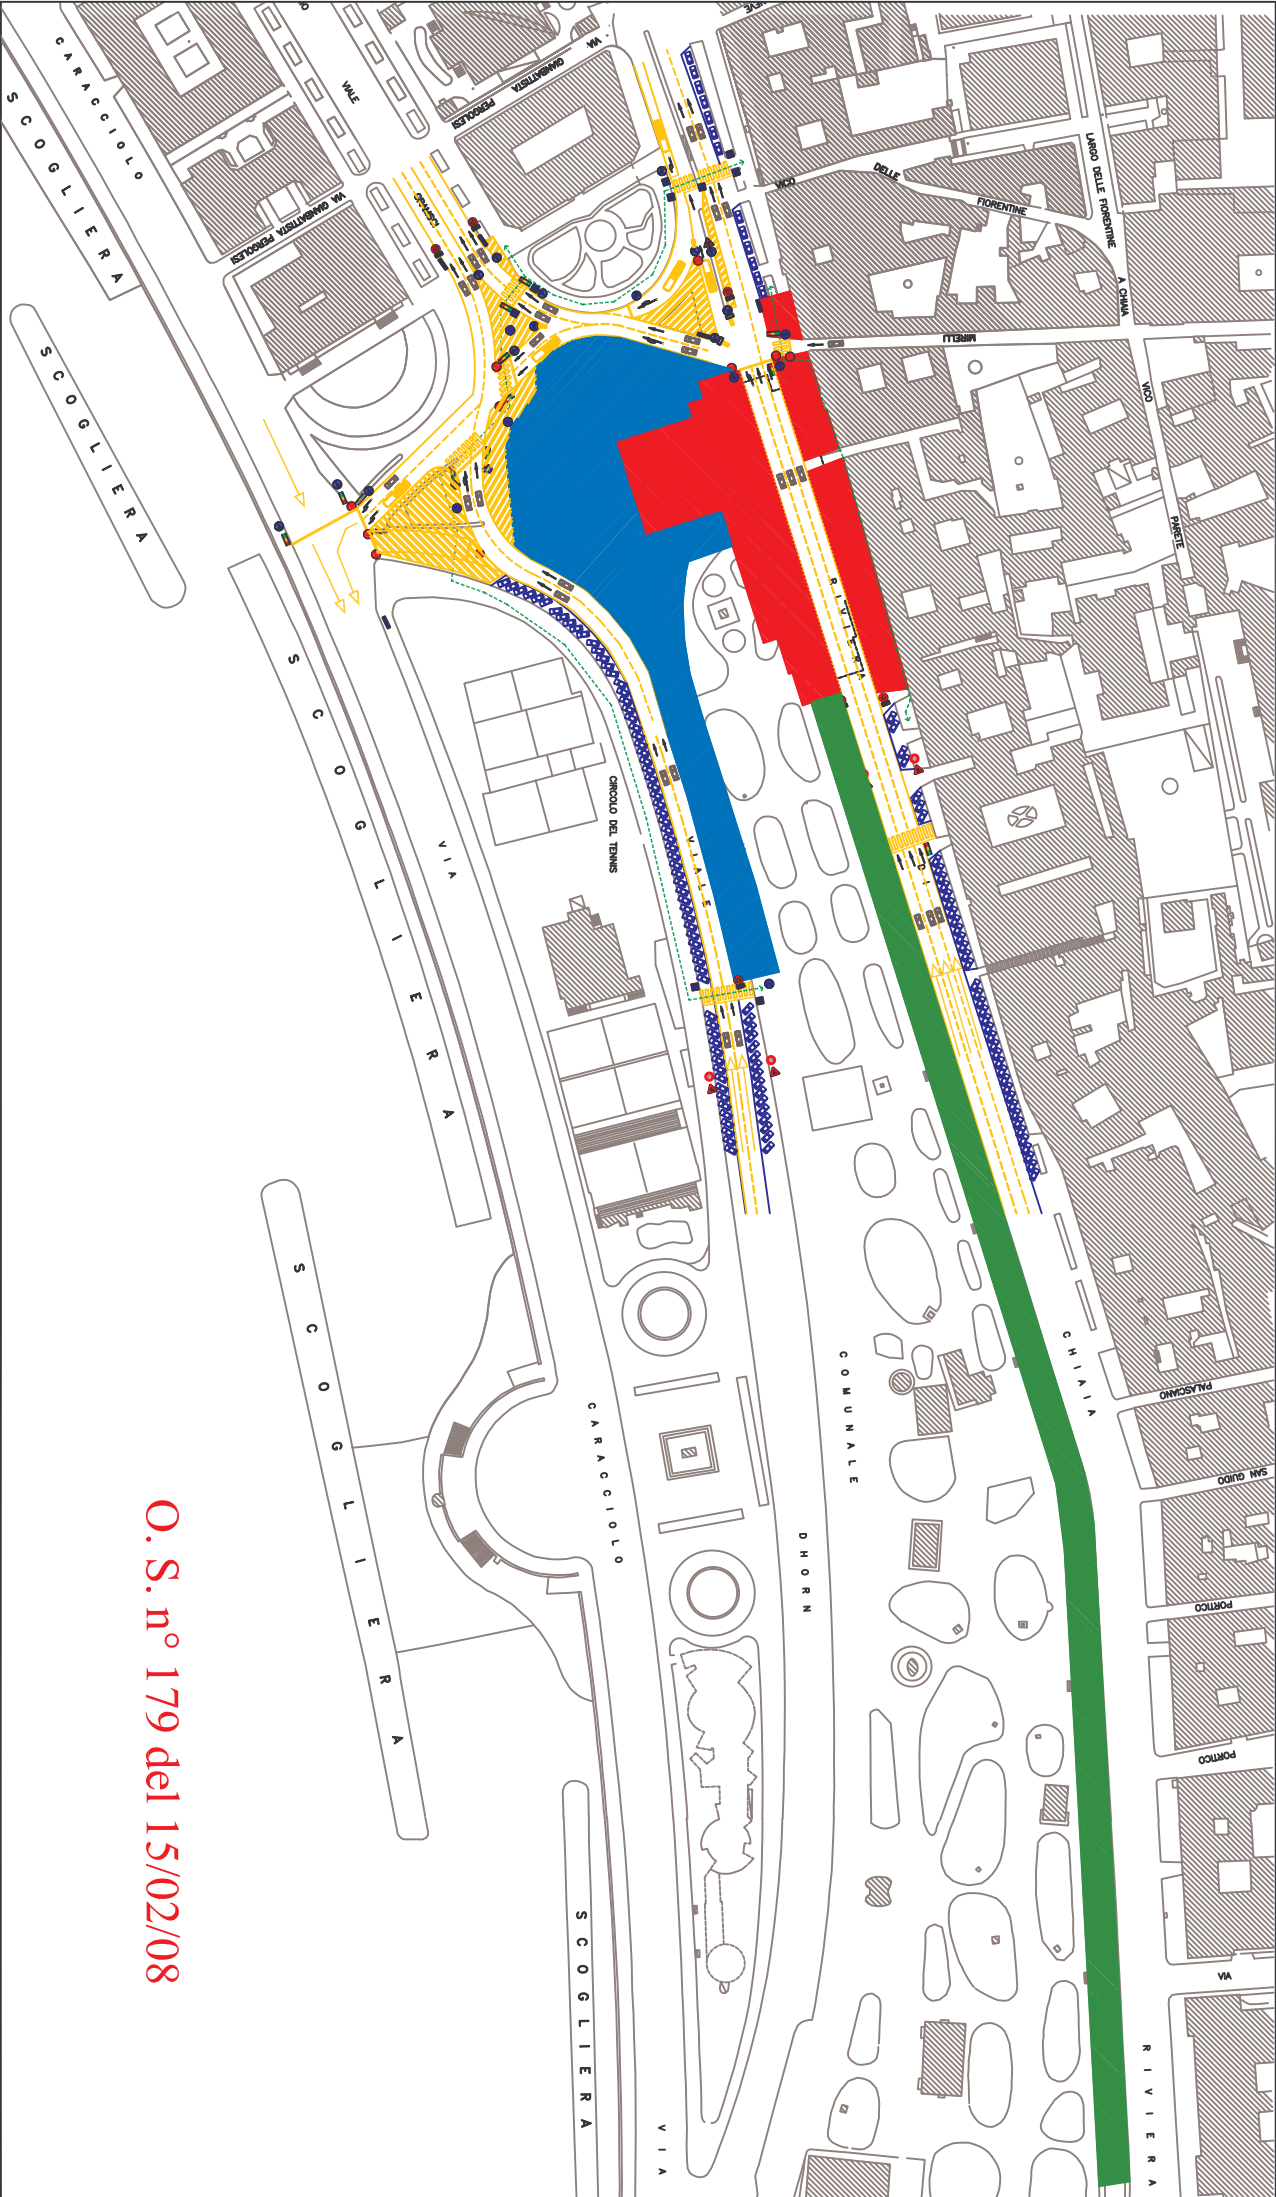 CARACCIOLO
SCOGLIERA
SCOGLIERA
VIALE
VIA GIAMBATTISTA PERGOLESI
VIA GIAMBATTISTA PERGOLESI
VICO
DELLE
FIORENTINE
LARGO DELLE FIORENTINE
A CHAIA
MIRELLI
VICO
PARETE
RIVIERA
DI
CHIAIA
PALASCIANO
SAN GUIDO
PORTICO
PORTICO
VIA
RIVIERA
CIRCOLO DEL TENNIS
VIALE
COMUNALE
DHORN
SCOGLIERA
VIA
CARACCIOLO
SCOGLIERA
SCOGLIERA
VIA
O. S. n° 179 del 15/02/08